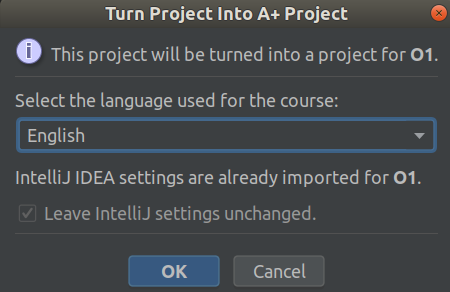 Turn Project Into A+ Project
This project will be turned into a project for O1.
Select the language used for the course:
English
IntelliJ IDEA settings are already imported for O1.
Leave IntelliJ settings unchanged.
OK
Cancel